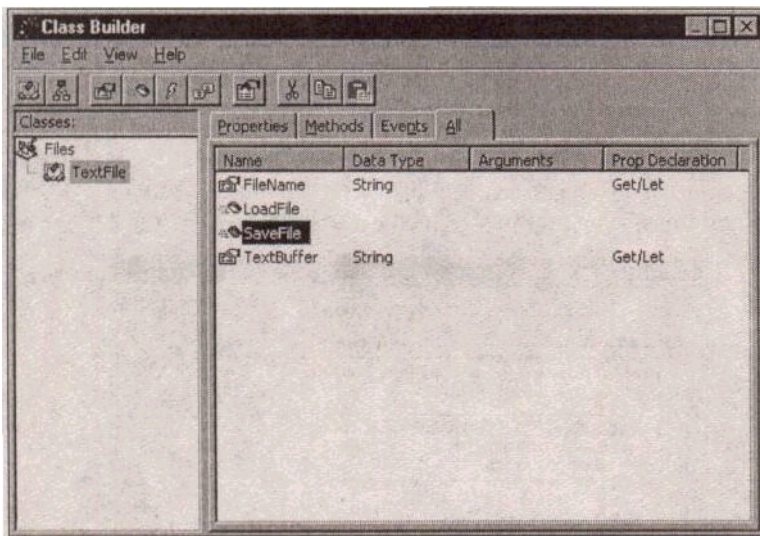 Class Builder
File Edit View Help
Classes:
Files
TextFile
Properties Methods Events All
Name Data Type Arguments Prop Declaration
FileName String Get/Let
LoadFile
SaveFile
TextBuffer String Get/Let